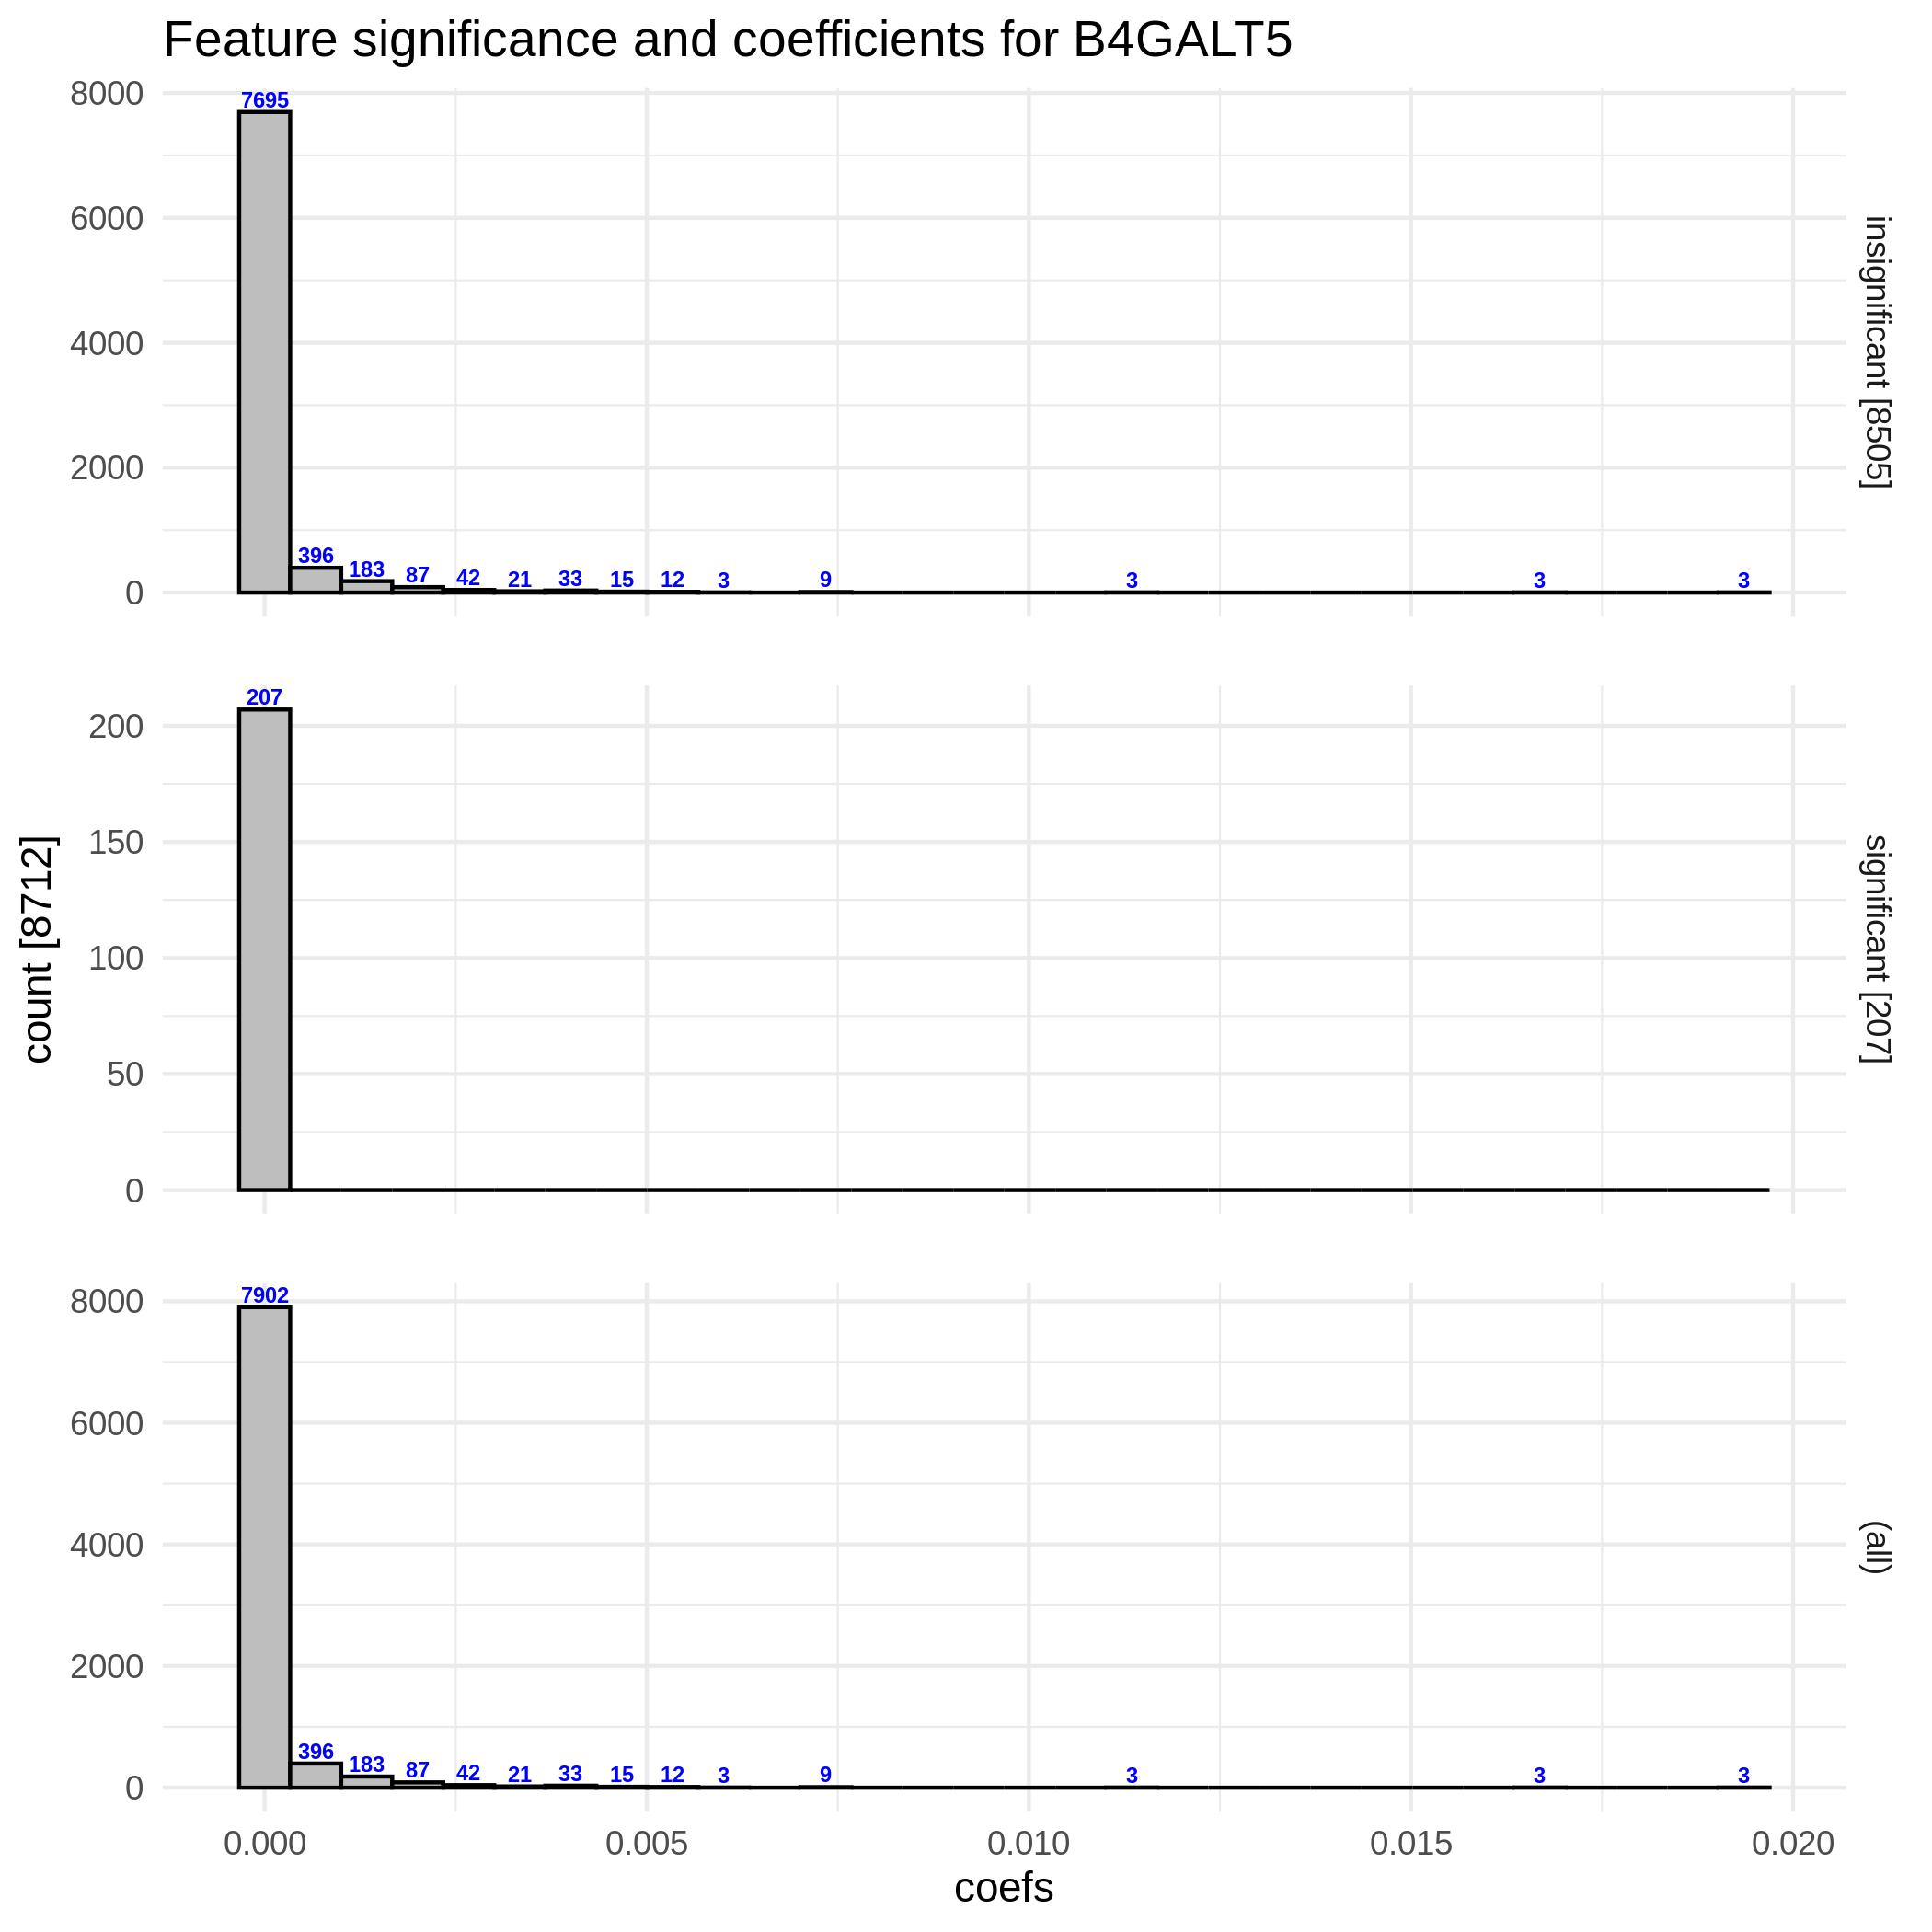 Feature significance and coefficients for B4GALT5
8000
6000
4000
2000
0
7695
396 183 87 42 21 33 15 12 3 9 3 3 3
insignificant [8505]
count [8712]
200
150
100
50
0
207
significant [207]
8000
6000
4000
2000
0
7902
396 183 87 42 21 33 15 12 3 9 3 3 3
(all)
0.000 0.005 0.010 0.015 0.020
coefs